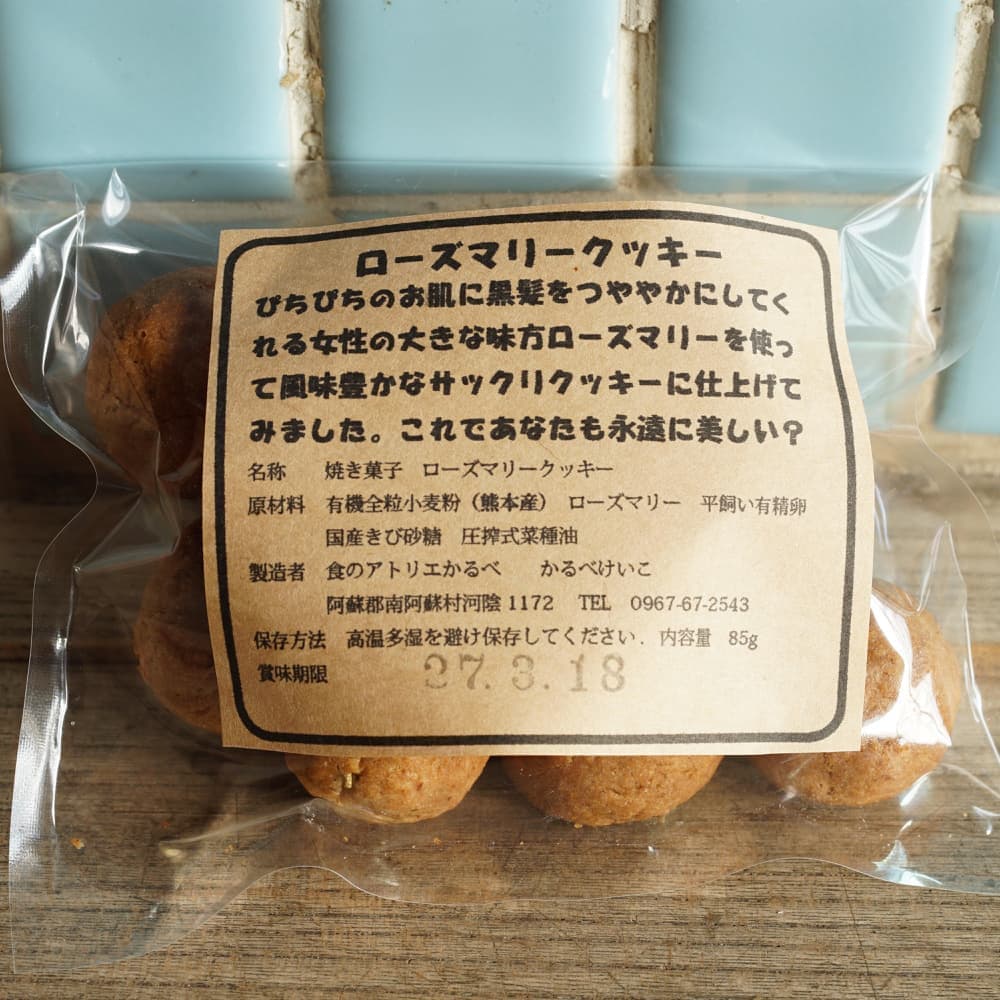 ローズマリークッキー
ぴちぴちのお肌に黒髪をつややかにしてく
れる女性の大きな味方ローズマリーを使っ
て風味豊かなサックリクッキーに仕上げて
みました。これであなたも永遠に美しい?
名称 焼き菓子 ローズマリークッキー
原材料 有機全粒小麦粉（熊本産） ローズマリー 平飼い有精卵
国産きび砂糖 圧搾式菜種油
製造者 食のアトリエかるべ かるべけいこ
阿蘇郡南阿蘇村河陰 1172 TEL 0967-67-2543
保存方法 高温多湿を避け保存してください. 内容量 85g
賞味期限 27.3.18